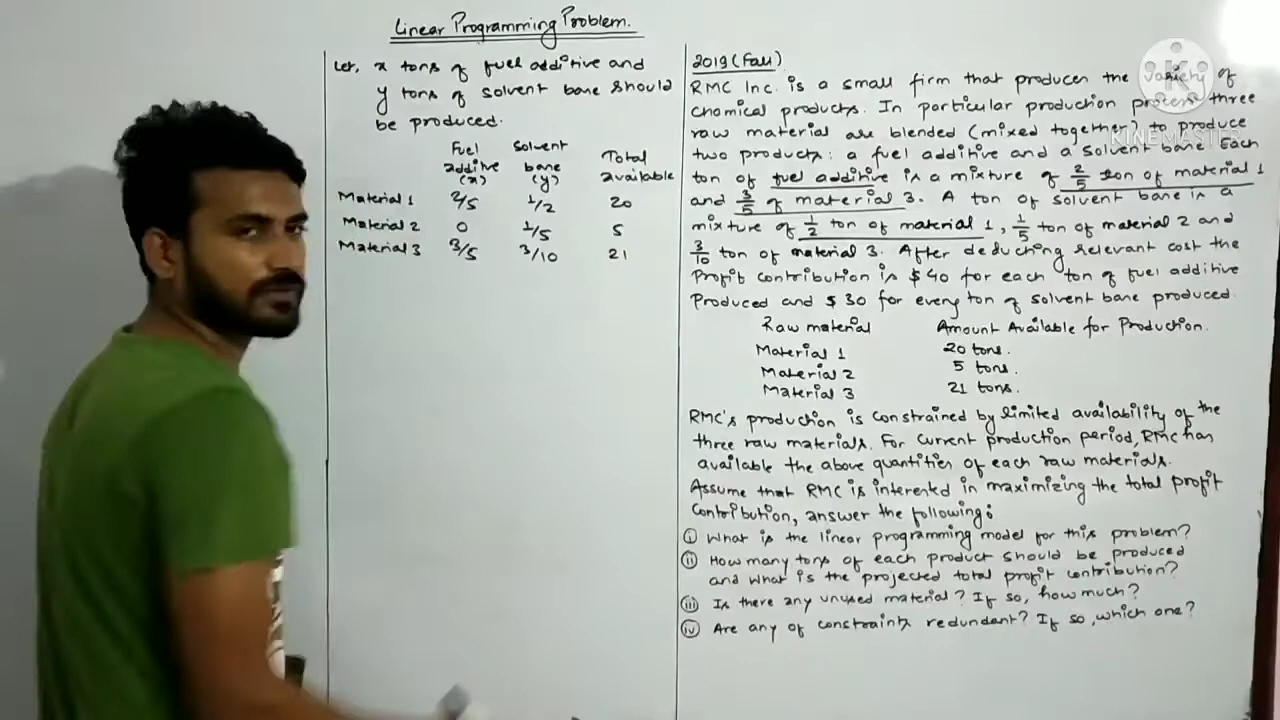 Linear Programming Problem.
Let, x tons of fuel additive and
y tons of solvent base should
be produced.
Fuel additive (x) Solvent base (y) Total available
Material 1 2/5 1/2 20
Material 2 0 1/5 5
Material 3 3/5 3/10 21
2019 (Fall)
RMC Inc. is a small firm that produces the variety of
chemical products. In particular production process three
raw material are blended (mixed together) to produce
two products: a fuel additive and a solvent base. Each
ton of fuel additive is a mixture of 2/5 ton of material 1
and 3/5 of material 3. A ton of solvent base is a
mixture of 1/2 ton of material 1, 1/5 ton of material 2 and
3/10 ton of material 3. After deducting relevant cost the
Profit contribution is $ 40 for each ton of fuel additive
Produced and $ 30 for every ton of solvent base produced.
Raw material Amount Available for Production.
Material 1 20 tons.
Material 2 5 tons.
Material 3 21 tons.
RMC's production is constrained by limited availability of the
three raw materials. For current production period, RMC has
available the above quantities of each raw materials.
Assume that RMC is interested in maximizing the total profit
contribution, answer the following:
(i) What is the linear programming model for this problem?
(ii) How many tons of each product should be produced
and what is the projected total profit contribution?
(iii) Is there any unused material? If so, how much?
(iv) Are any of constraints redundant? If so, which one?
K
KINEMASTER